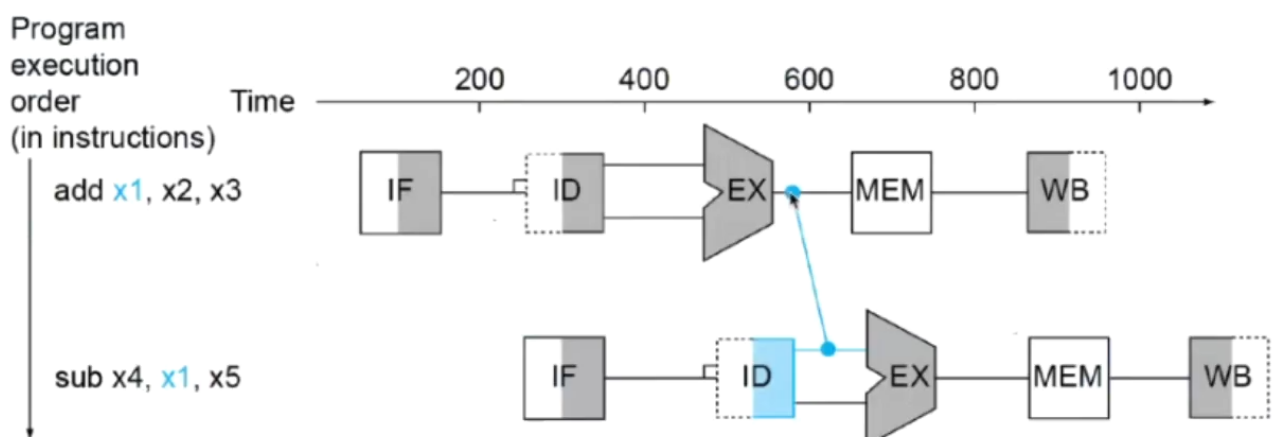 Program
execution
order
(in instructions)
Time
200 400 600 800 1000
add x1, x2, x3
IF ID EX MEM WB
sub x4, x1, x5
IF ID EX MEM WB